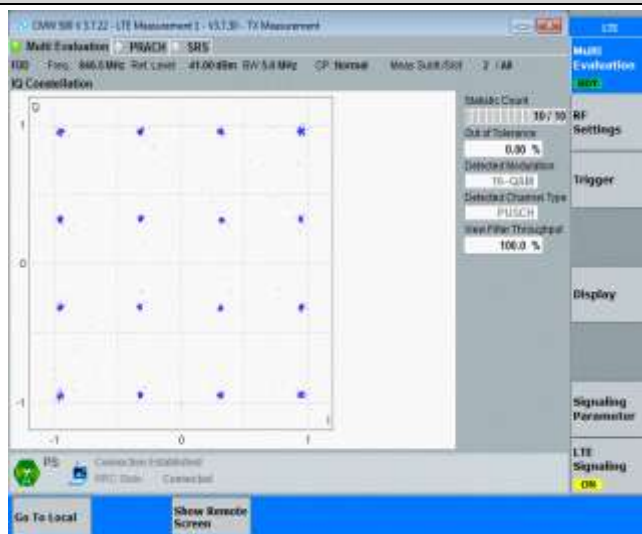 CMW 500 V 3.7.22 - LTE Measurement 1 - V3.7.30 - TX Measurement
LTE
Multi Evaluation PRACH SRS
FDD Freq.: 846.5 MHz Ref. Level: 41.00 dBm BW: 5.0 MHz CP: Normal Meas Subfr./Slot: 2 / All
IQ Constellation
Q
1
0
-1
-1 0 1
I
Statistic Count
10 / 10
Out of Tolerance
0.00 %
Detected Modulation
16-QAM
Detected Channel Type
PUSCH
View Filter Throughput
100.0 %
Multi
Evaluation
RDY
RF
Settings
Trigger
Display
Signaling
Parameter
LTE
Signaling
ON
PS: Connection Established
RRC State: Connected
Go To Local
Show Remote
Screen